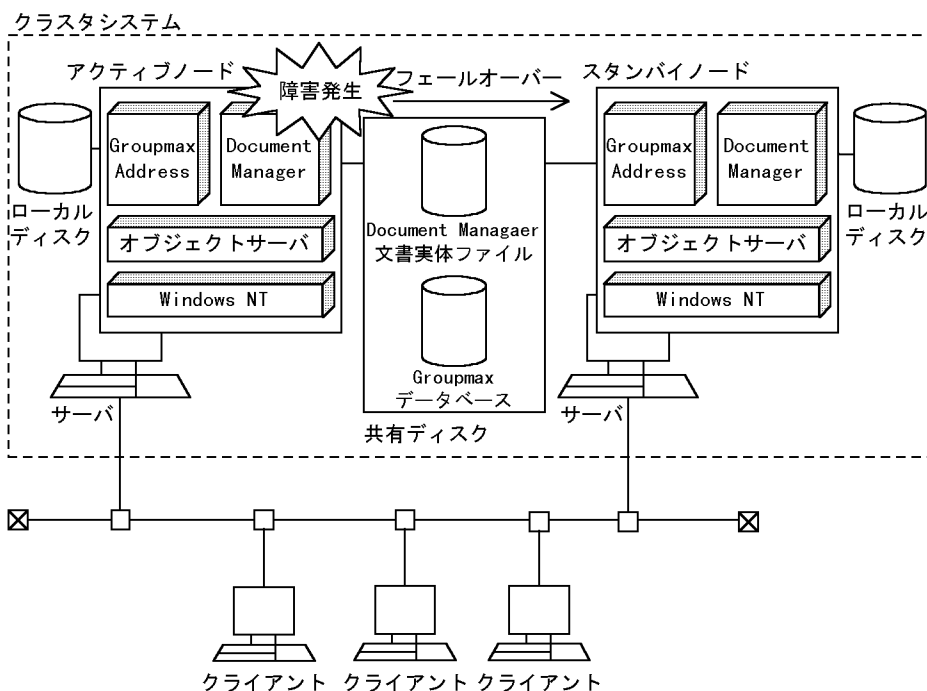 クラスタシステム
アクティブノード
障害発生
フェールオーバー
スタンバイノード
Groupmax
Address
Document
Manager
Groupmax
Address
Document
Manager
ローカル
ディスク
オブジェクトサーバ
Windows NT
Document Managaer
文書実体ファイル
Groupmax
データベース
共有ディスク
オブジェクトサーバ
Windows NT
ローカル
ディスク
サーバ
サーバ
クライアント
クライアント
クライアント